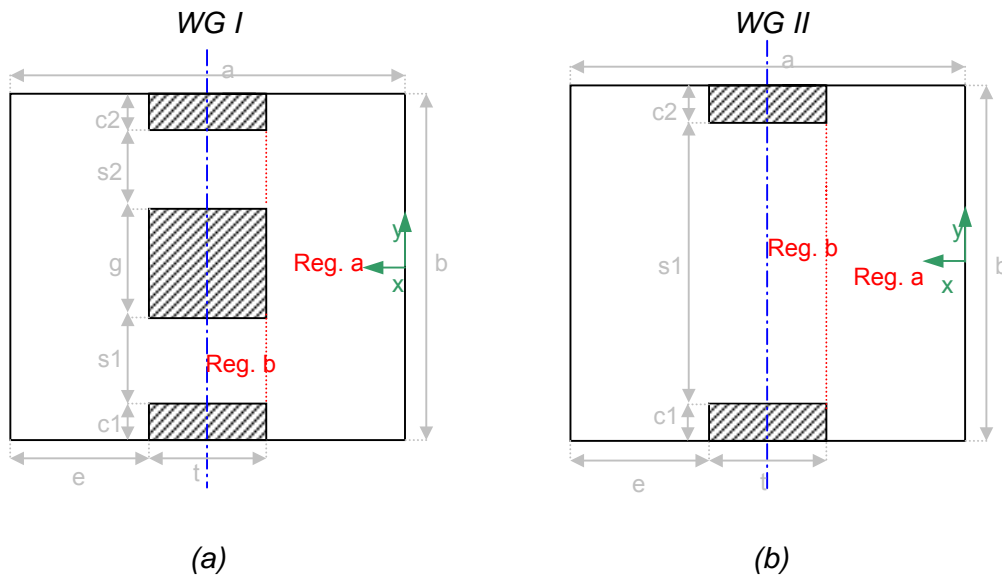 WG I
a
c2
s2
g
s1
c1
b
y
x
Reg. a
Reg. b
e
t
(a)
WG II
a
c2
s1
c1
b
y
x
Reg. b
Reg. a
e
t
(b)